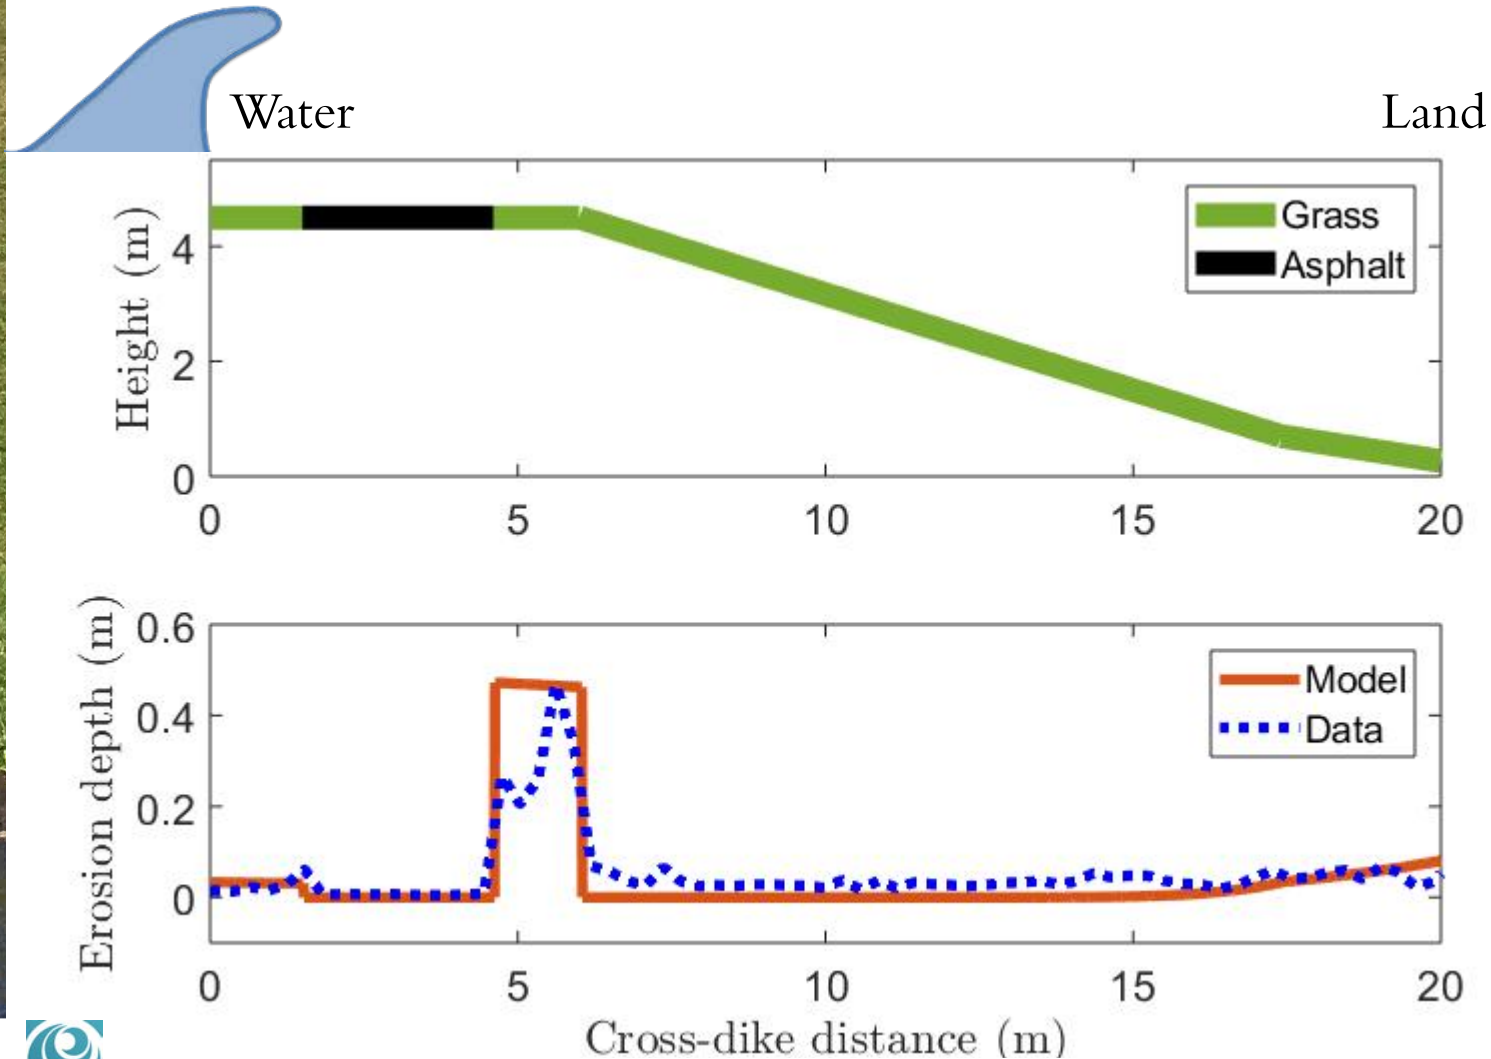 Water
Land
Height (m)
4
2
0
Grass
Asphalt
0 5 10 15 20
Erosion depth (m)
0.6
0.4
0.2
0
Model
Data
0 5 10 15 20
Cross-dike distance (m)